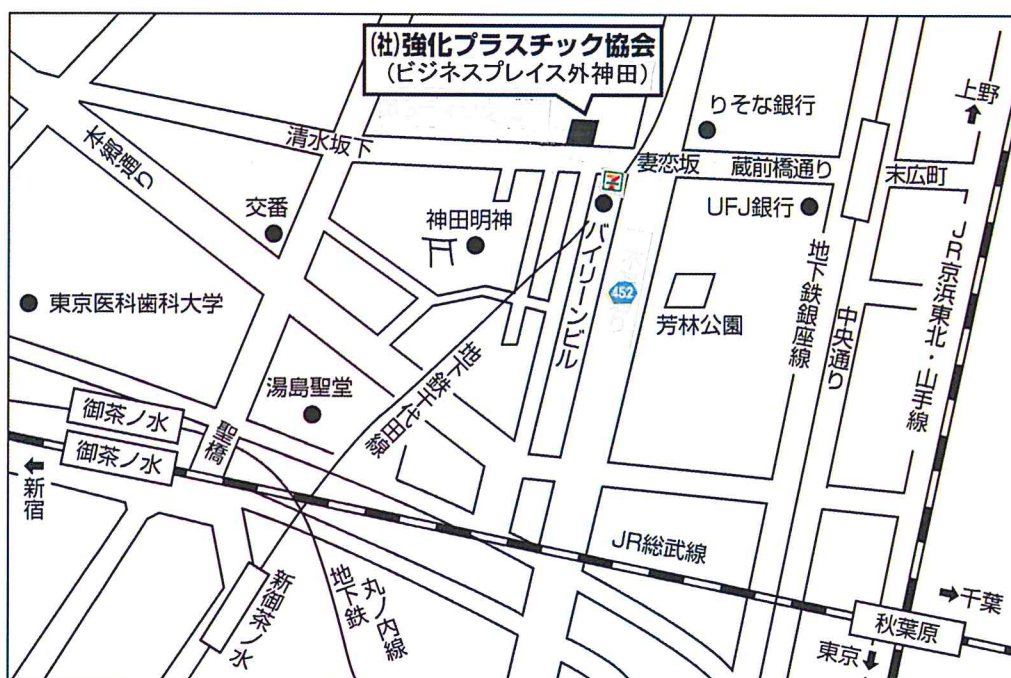 (社)強化プラスチック協会
(ビジネスプレイス外神田)
上野
りそな銀行
清水坂下
本郷通り
妻恋坂
蔵前橋通り
末広町
交番
神田明神
UFJ銀行
東京医科歯科大学
バイリーンビル
452
芳林公園
地下鉄銀座線
中央通り
JR京浜東北・山手線
湯島聖堂
地下鉄千代田線
御茶ノ水
御茶ノ水
聖橋
新宿
JR総武線
新御茶ノ水
地下鉄
丸ノ内線
千葉
秋葉原
東京